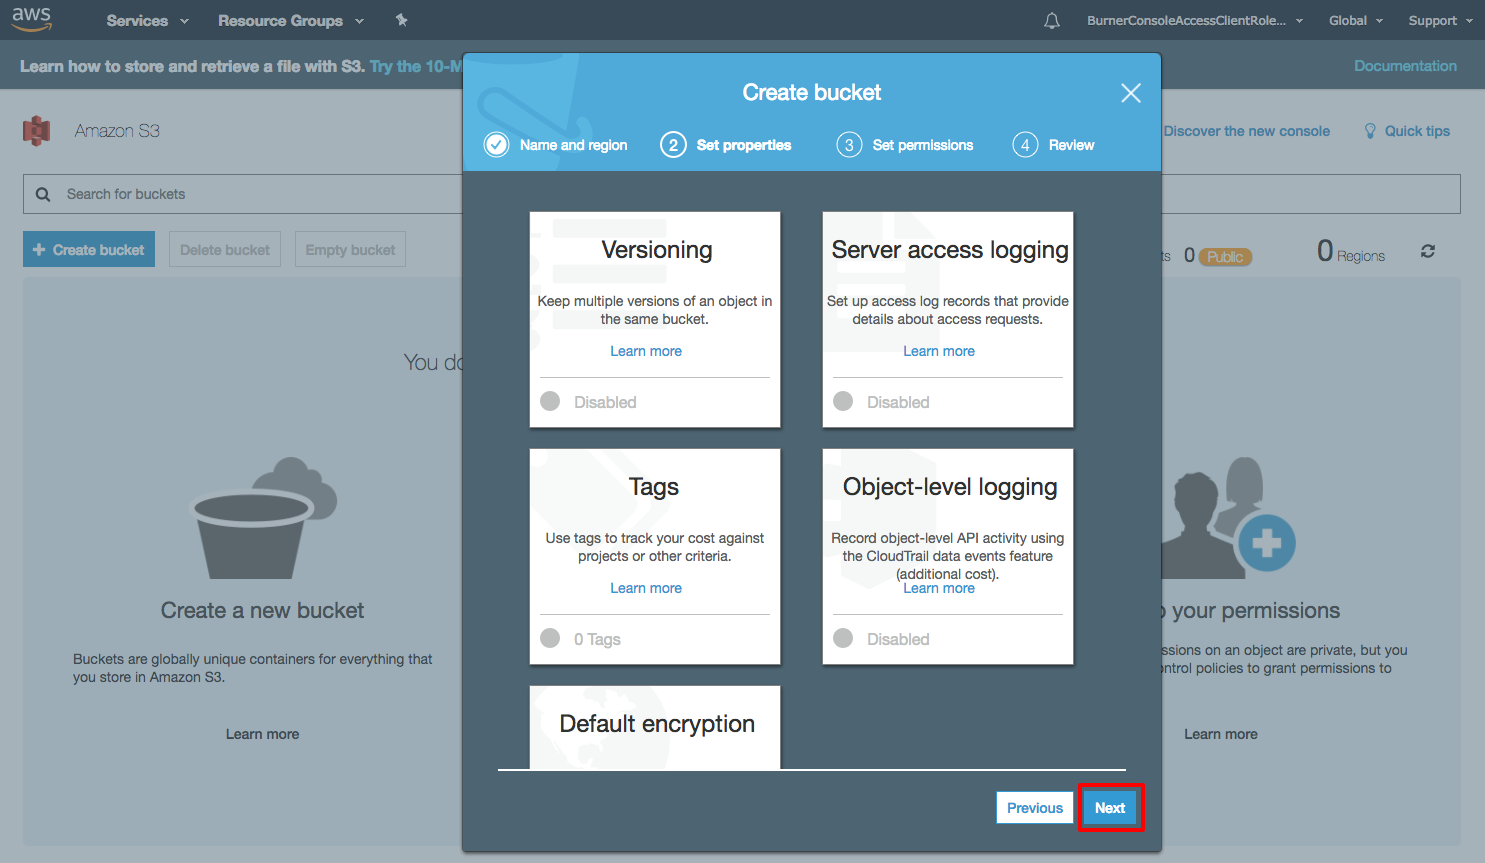 aws
Services
Resource Groups
BurnerConsoleAccessClientRole...
Global
Support
Learn how to store and retrieve a file with S3. Try the 10-M
Documentation
Amazon S3
Discover the new console
Quick tips
Search for buckets
Create bucket
Delete bucket
Empty bucket
ts 0 Public
0 Regions
You do
Create a new bucket
Buckets are globally unique containers for everything that
you store in Amazon S3.
Learn more
Create bucket
Name and region
2 Set properties
3 Set permissions
4 Review
Versioning
Keep multiple versions of an object in
the same bucket.
Learn more
Disabled
Server access logging
Set up access log records that provide
details about access requests.
Learn more
Disabled
Tags
Use tags to track your cost against
projects or other criteria.
Learn more
0 Tags
Object-level logging
Record object-level API activity using
the CloudTrail data events feature
(additional cost).
Learn more
Disabled
Default encryption
Previous
Next
your permissions
ssions on an object are private, but you
ntrol policies to grant permissions to
Learn more